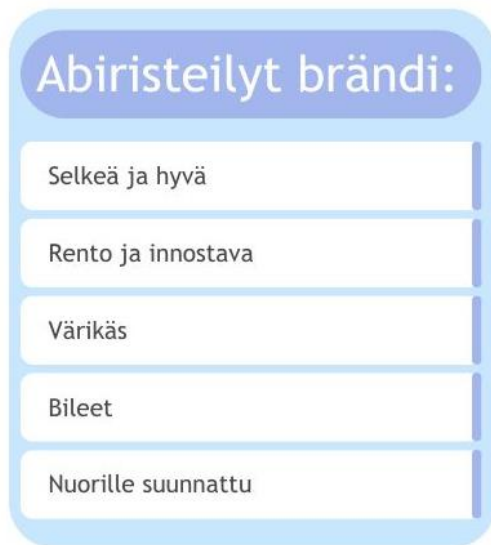 Abiristeilyt brändi:
Selkeä ja hyvä
Rento ja innostava
Värikäs
Bileet
Nuorille suunnattu